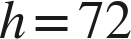 h = 72